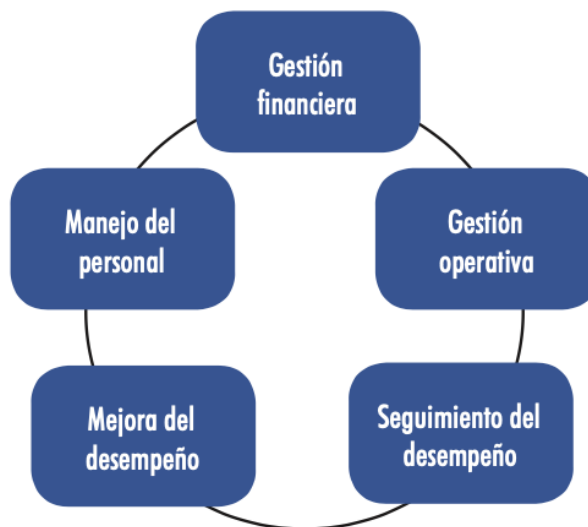 Gestión
financiera
Manejo del
personal
Gestión
operativa
Mejora del
desempeño
Seguimiento del
desempeño